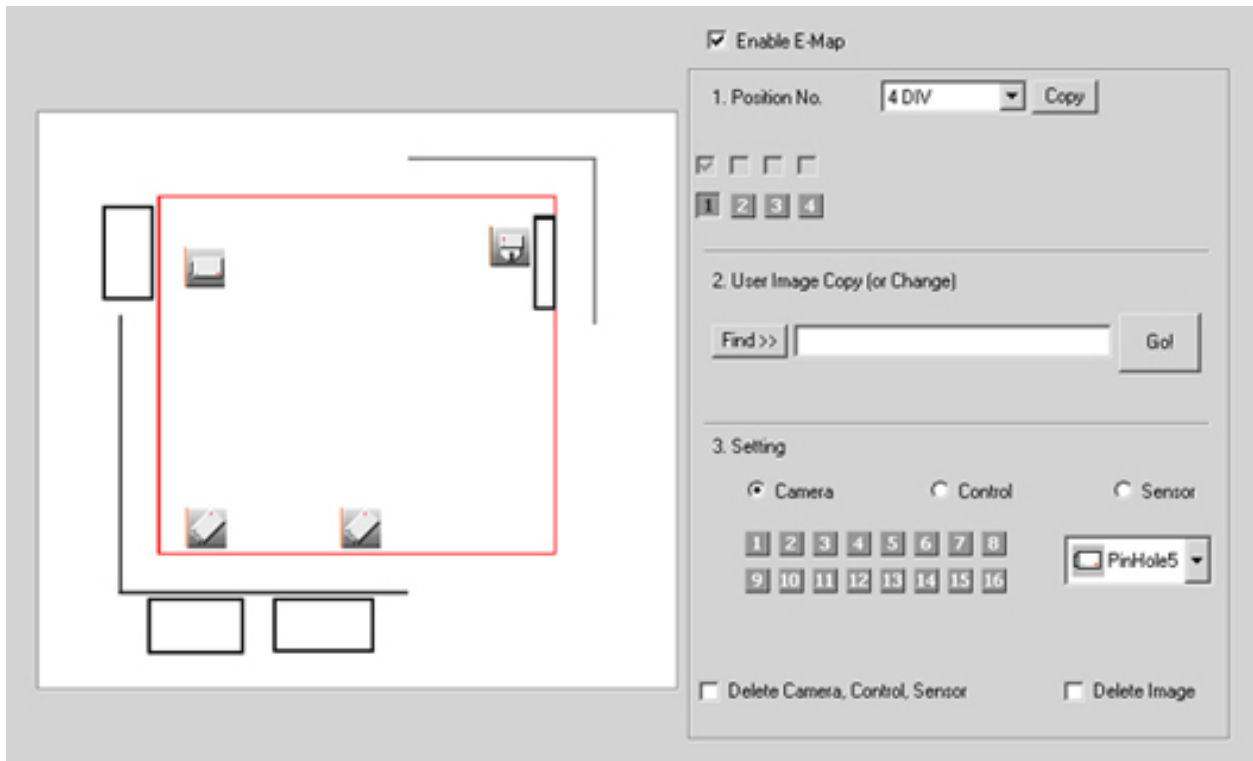 Enable E-Map
1. Position No. 4 DIV Copy
1 2 3 4
2. User Image Copy (or Change)
Find >> Go!
3. Setting
Camera Control Sensor
1 2 3 4 5 6 7 8
PinHole5
9 10 11 12 13 14 15 16
Delete Camera, Control, Sensor Delete Image